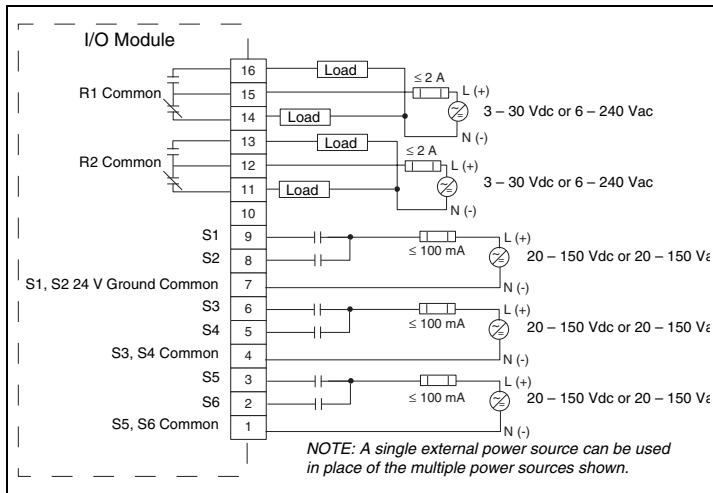 I/O Module
16
Load
≤ 2 A
L (+)
R1 Common
15
3 – 30 Vdc or 6 – 240 Vac
14
Load
N (-)
13
Load
≤ 2 A
R2 Common
12
L (+)
3 – 30 Vdc or 6 – 240 Vac
11
Load
N (-)
10
S1
9
L (+)
S2
8
≤ 100 mA
20 – 150 Vdc or 20 – 150 Va
S1, S2 24 V Ground Common
7
N (-)
S3
6
L (+)
S4
5
≤ 100 mA
20 – 150 Vdc or 20 – 150 Va
S3, S4 Common
4
N (-)
S5
3
L (+)
S6
2
≤ 100 mA
20 – 150 Vdc or 20 – 150 Va
S5, S6 Common
1
N (-)
NOTE: A single external power source can be used
in place of the multiple power sources shown.